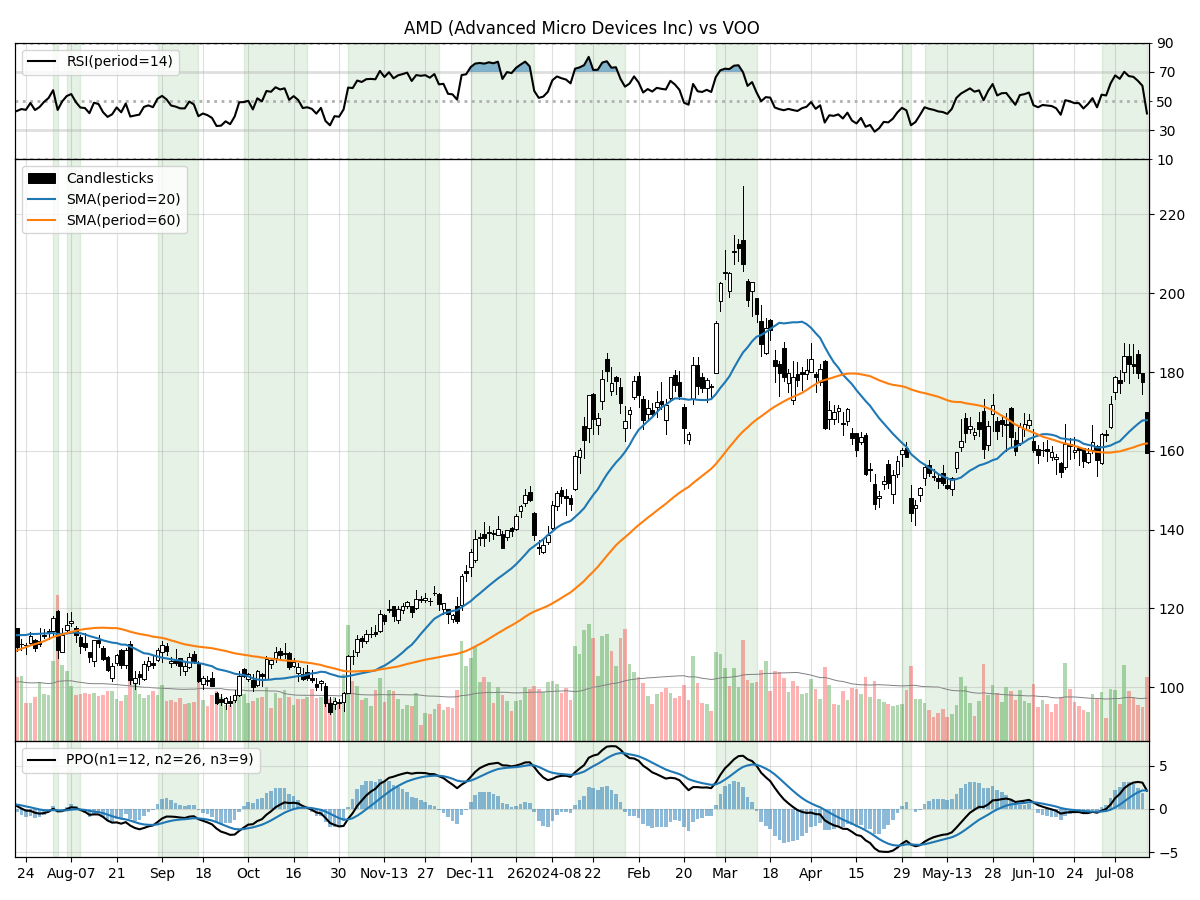 AMD (Advanced Micro Devices Inc) vs VOO
RSI(period=14)
90
70
50
30
10
Candlesticks
SMA(period=20)
SMA(period=60)
220
200
180
160
140
120
100
PPO(n1=12, n2=26, n3=9)
5
0
−5
24 Aug-07 21 Sep 18 Oct 16 30 Nov-13 27 Dec-11 26 2024-08 22 Feb 20 Mar 18 Apr 15 29 May-13 28 Jun-10 24 Jul-08